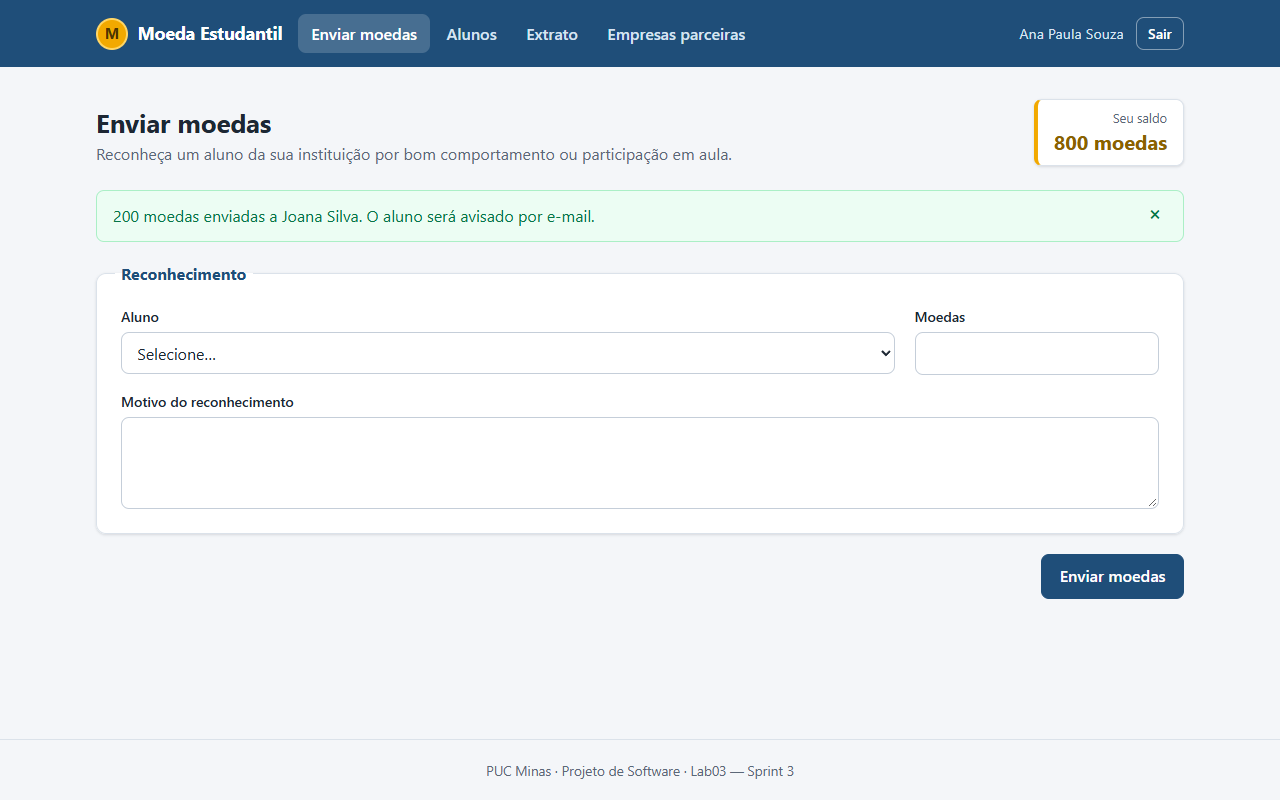 M Moeda Estudantil Enviar moedas Alunos Extrato Empresas parceiras Ana Paula Souza Sair
Enviar moedas
Reconheça um aluno da sua instituição por bom comportamento ou participação em aula.
Seu saldo
800 moedas
200 moedas enviadas a Joana Silva. O aluno será avisado por e-mail. ×
Reconhecimento
Aluno Moedas
Selecione...
Motivo do reconhecimento
Enviar moedas
PUC Minas · Projeto de Software · Lab03 — Sprint 3